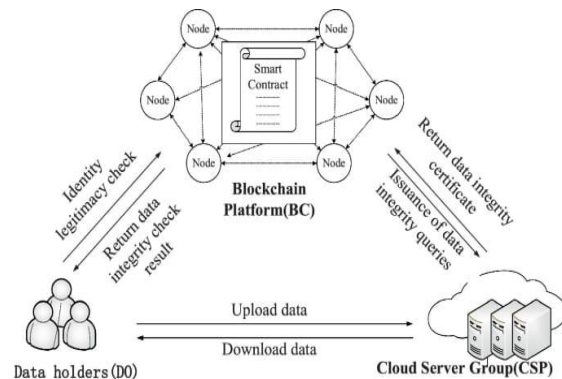 Node
Node
Smart
Contract
Node
Node
Node
Node
Blockchain
Platform(BC)
Identity
legitimacy check
Return data
integrity check
result
Return data integrity
certificate
Issuance of data
integrity queries
Upload data
Download data
Data holders(DO)
Cloud Server Group(CSP)